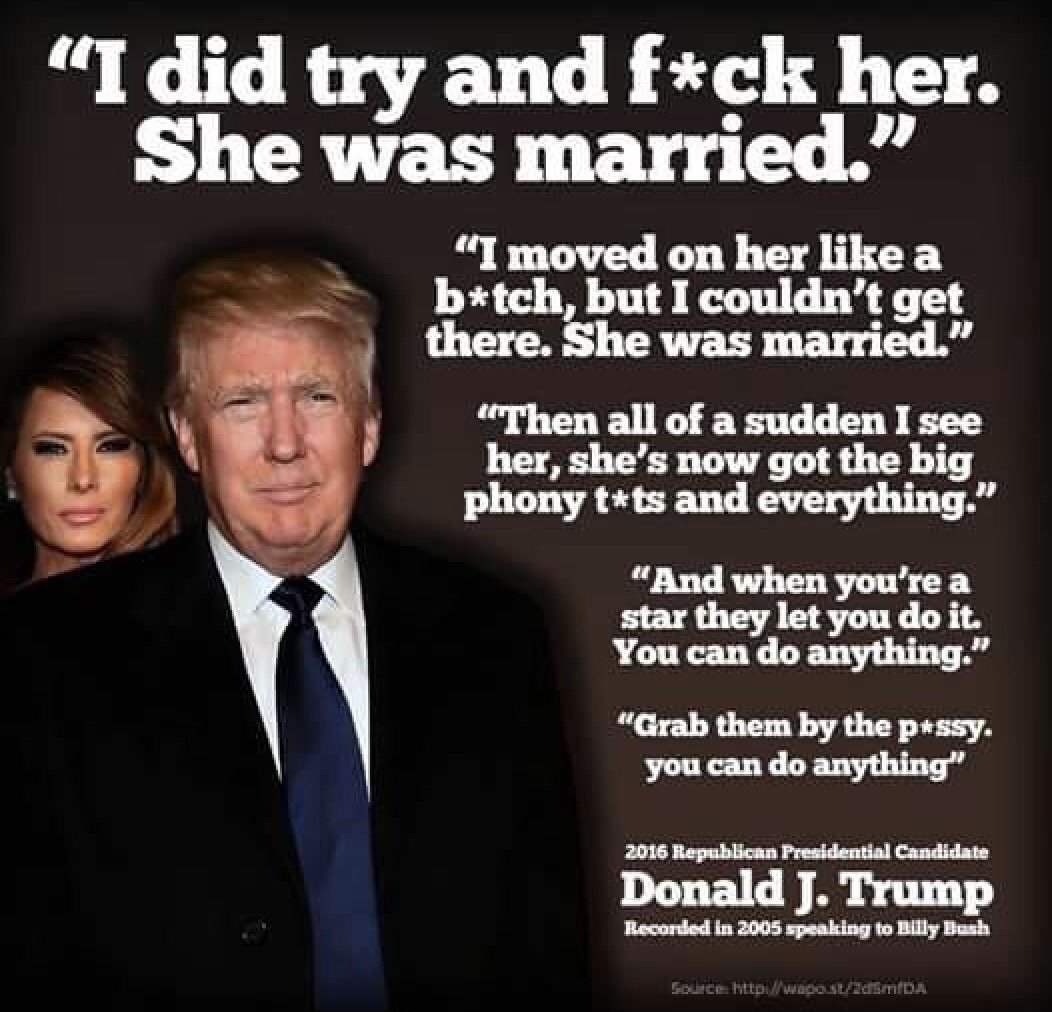 “I did try and f*ck her.
She was married.”
“I moved on her like a
b*tch, but I couldn’t get
there. She was married.”
“Then all of a sudden I see
her, she’s now got the big
phony t*ts and everything.”
“And when you’re a
star they let you do it.
You can do anything.”
“Grab them by the p*ssy.
you can do anything”
2016 Republican Presidential Candidate
Donald J. Trump
Recorded in 2005 speaking to Billy Bush
Source: http://wapo.st/2dSmfDA